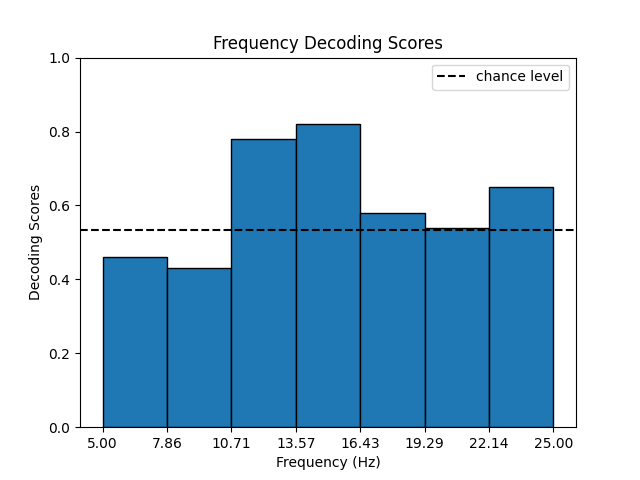 Frequency Decoding Scores
chance level
Decoding Scores
1.0
0.8
0.6
0.4
0.2
0.0
5.00 7.86 10.71 13.57 16.43 19.29 22.14 25.00
Frequency (Hz)